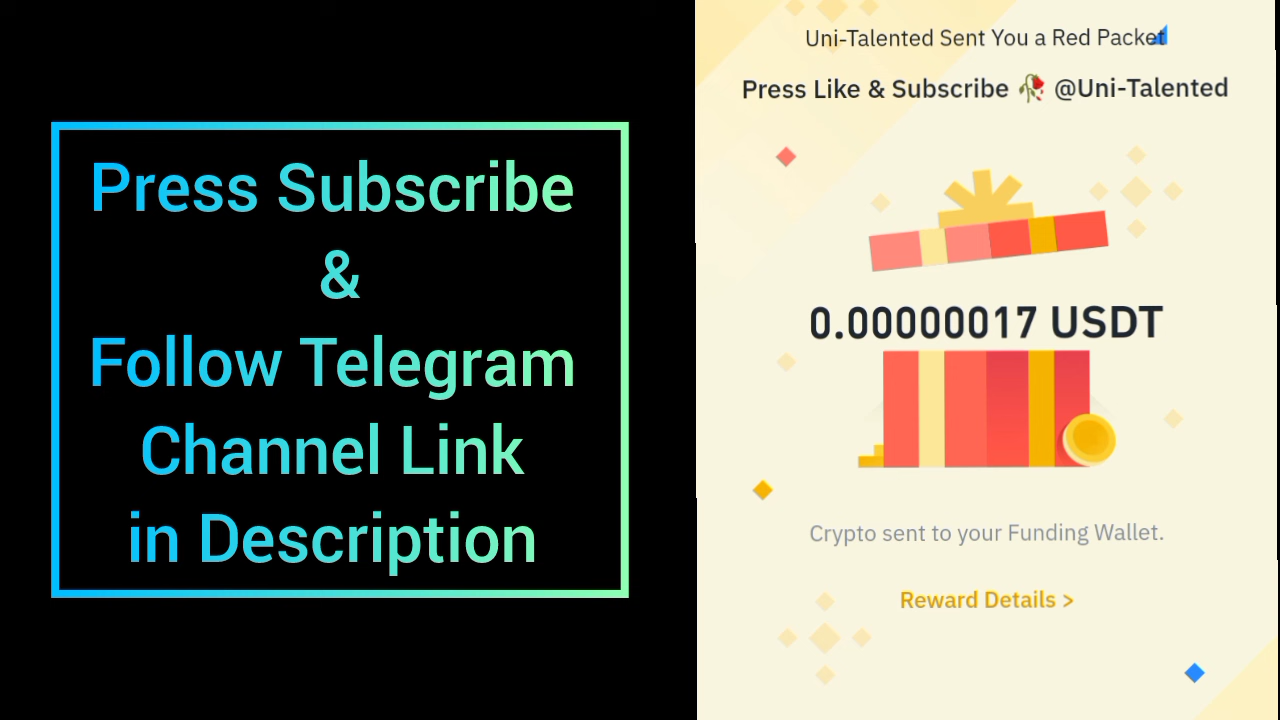 Press Subscribe
&
Follow Telegram
Channel Link
in Description
Uni-Talented Sent You a Red Packet
Press Like & Subscribe 🥀 @Uni-Talented
0.00000017 USDT
Crypto sent to your Funding Wallet.
Reward Details >